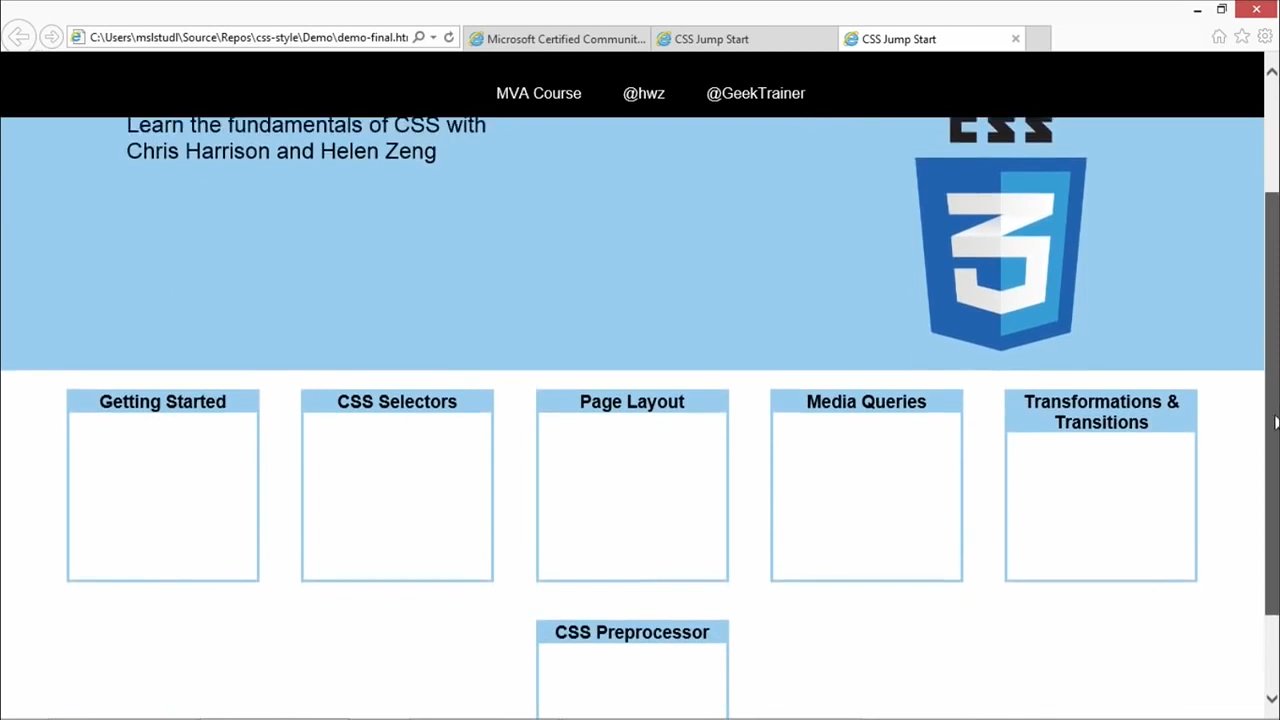 C:\Users\mslstudI\Source\Repos\css-style\Demo\demo-final.htm
Microsoft Certified Communit...
CSS Jump Start
CSS Jump Start
MVA Course
@hwz
@GeekTrainer
Learn the fundamentals of CSS with
Chris Harrison and Helen Zeng
CSS
3
Getting Started
CSS Selectors
Page Layout
Media Queries
Transformations &
Transitions
CSS Preprocessor